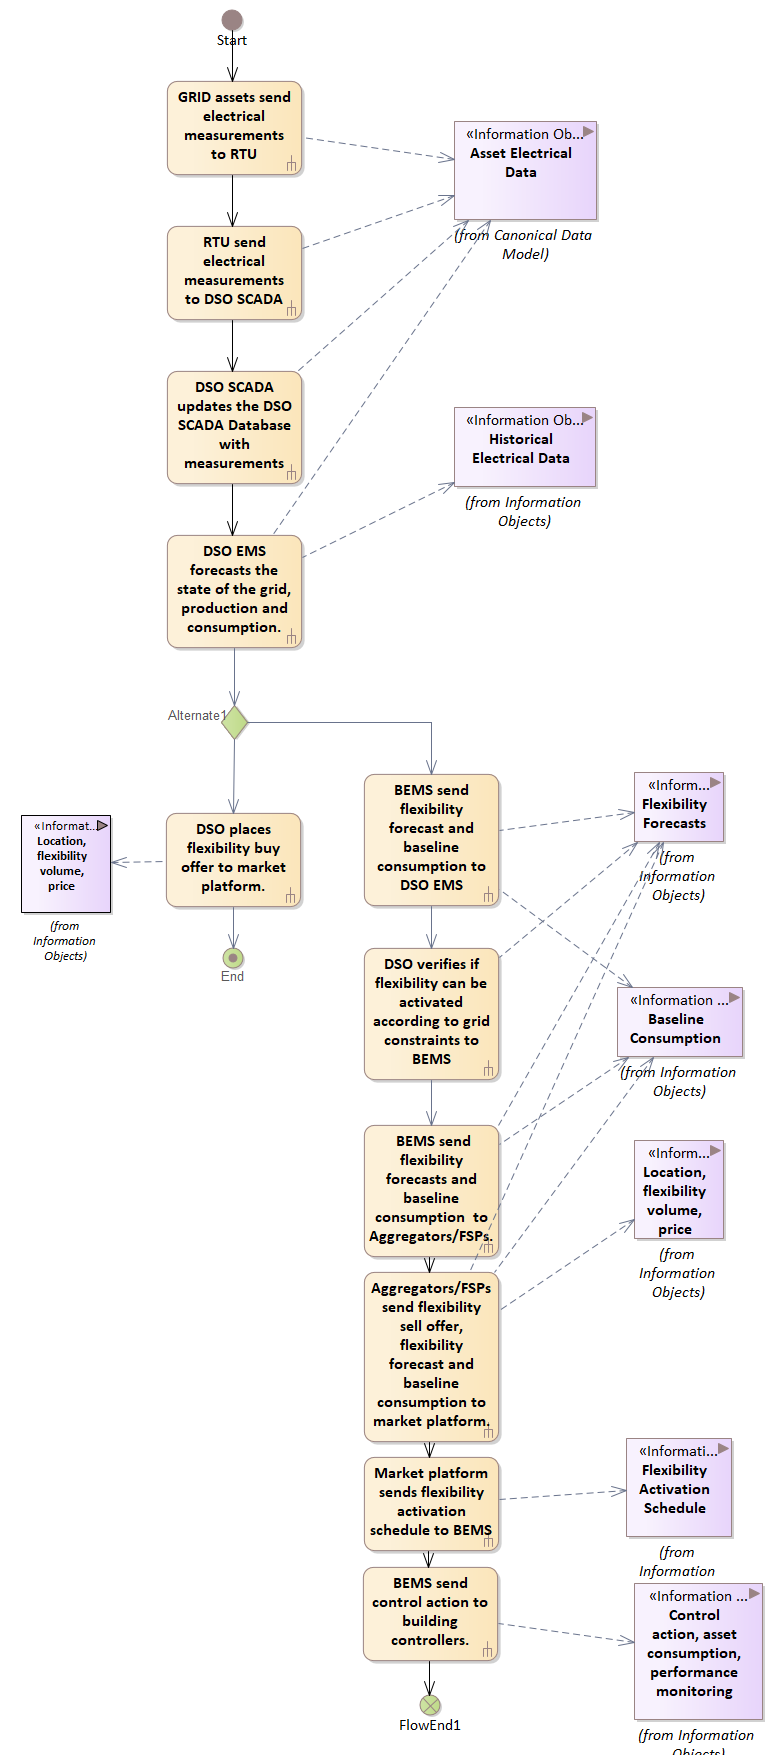 Start
GRID assets send
electrical
measurements
to RTU
«Information Ob...
Asset Electrical
Data
(from Canonical Data
Model)
RTU send
electrical
measurements
to DSO SCADA
DSO SCADA
updates the DSO
SCADA Database
with
measurements
«Information Ob...
Historical
Electrical Data
(from Information
Objects)
DSO EMS
forecasts the
state of the grid,
production and
consumption.
Alternate1
«Informat...
Location,
flexibility
volume,
price
(from
Information
Objects)
DSO places
flexibility buy
offer to market
platform.
End
BEMS send
flexibility
forecast and
baseline
consumption to
DSO EMS
«Inform...
Flexibility
Forecasts
(from
Information
Objects)
DSO verifies if
flexibility can be
activated
according to grid
constraints to
BEMS
«Information ...
Baseline
Consumption
(from Information
Objects)
BEMS send
flexibility
forecasts and
baseline
consumption  to
Aggregators/FSPs.
«Inform...
Location,
flexibility
volume,
price
(from
Information
Objects)
Aggregators/FSPs
send flexibility
sell offer,
flexibility
forecast and
baseline
consumption to
market platform.
Market platform
sends flexibility
activation
schedule to BEMS
«Informati...
Flexibility
Activation
Schedule
(from
Information
BEMS send
control action to
building
controllers.
«Information ...
Control
action, asset
consumption,
performance
monitoring
(from Information
Objects)
FlowEnd1